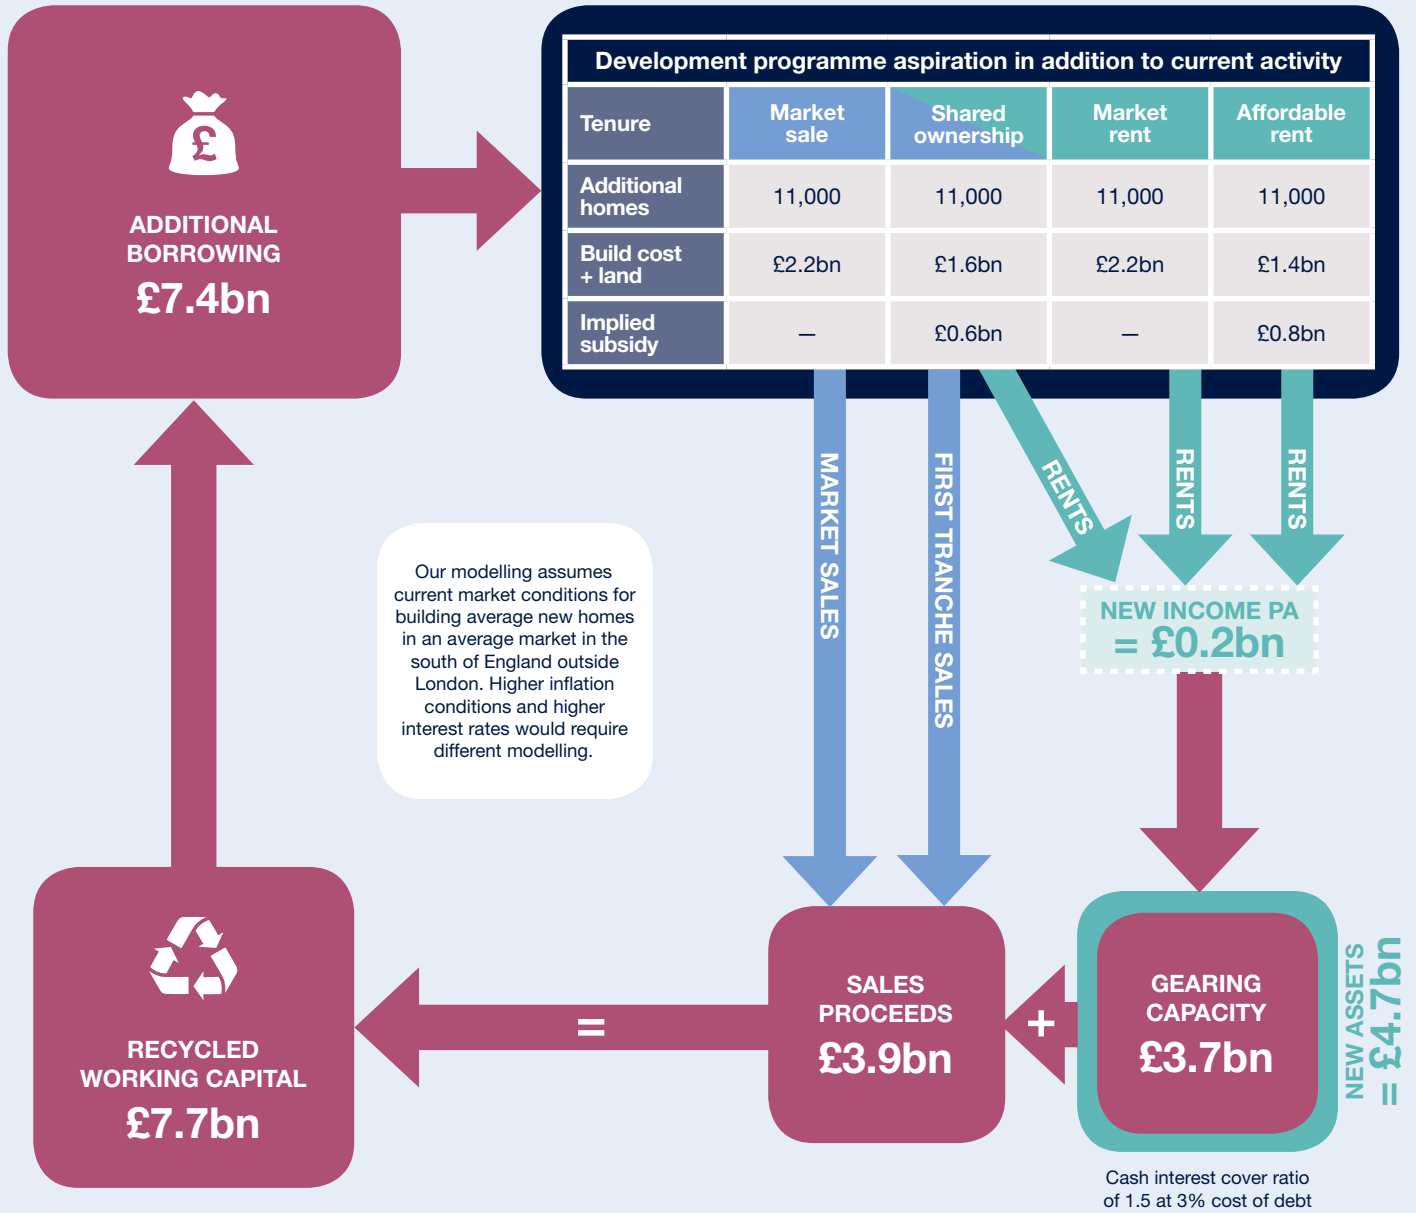 £
ADDITIONAL
BORROWING
£7.4bn
Development programme aspiration in addition to current activity
Tenure
Market
sale
Shared
ownership
Market
rent
Affordable
rent
Additional
homes
11,000
11,000
11,000
11,000
Build cost
+ land
£2.2bn
£1.6bn
£2.2bn
£1.4bn
Implied
subsidy
—
£0.6bn
—
£0.8bn
MARKET SALES
FIRST TRANCHE SALES
RENTS
RENTS
RENTS
Our modelling assumes
current market conditions for
building average new homes
in an average market in the
south of England outside
London. Higher inflation
conditions and higher
interest rates would require
different modelling.
NEW INCOME PA
= £0.2bn
RECYCLED
WORKING CAPITAL
£7.7bn
=
SALES
PROCEEDS
£3.9bn
+
GEARING
CAPACITY
£3.7bn
NEW ASSETS
= £4.7bn
Cash interest cover ratio
of 1.5 at 3% cost of debt